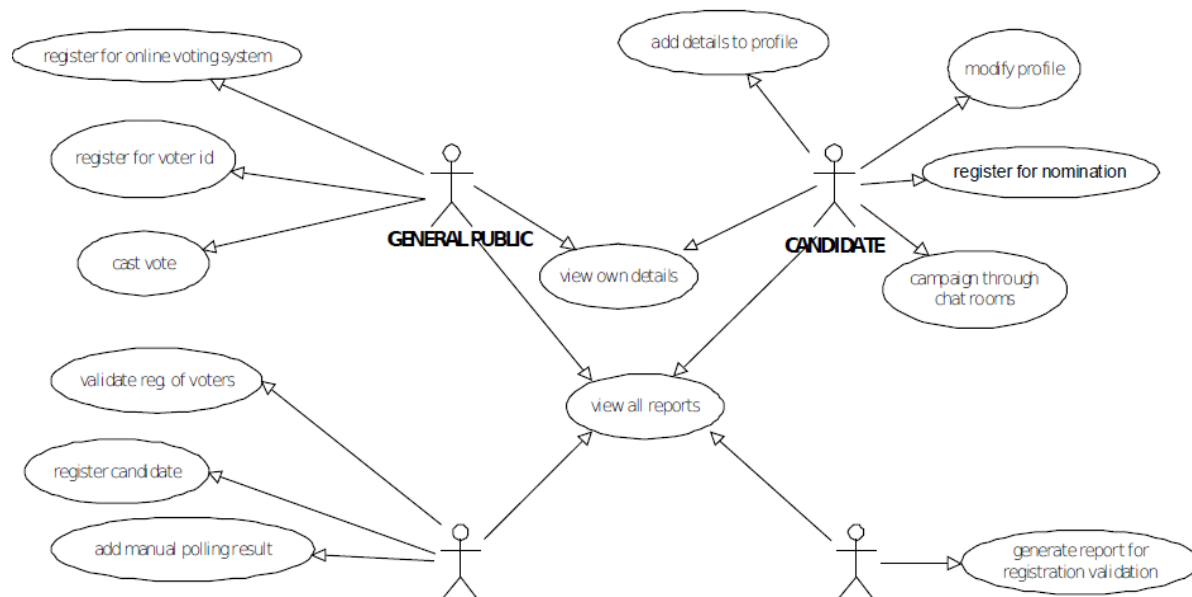 register for online voting system
add details to profile
modify profile
register for voter id
register for nomination
GENERAL PUBLIC
CANDIDATE
cast vote
view own details
campaign through
chat rooms
validate reg. of voters
view all reports
register candidate
add manual polling result
generate report for
registration validation